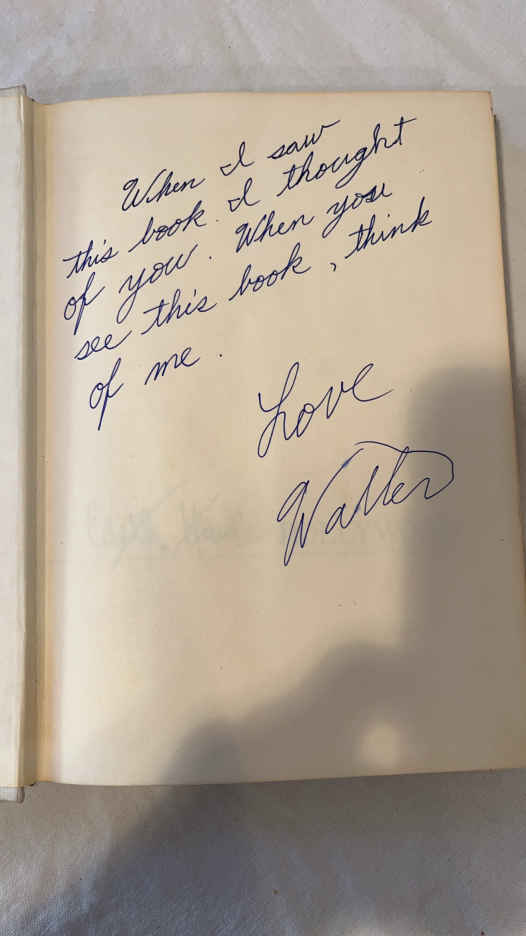 When I saw
this book I thought
of you. When you
see this book, think
of me.
Love
Walter